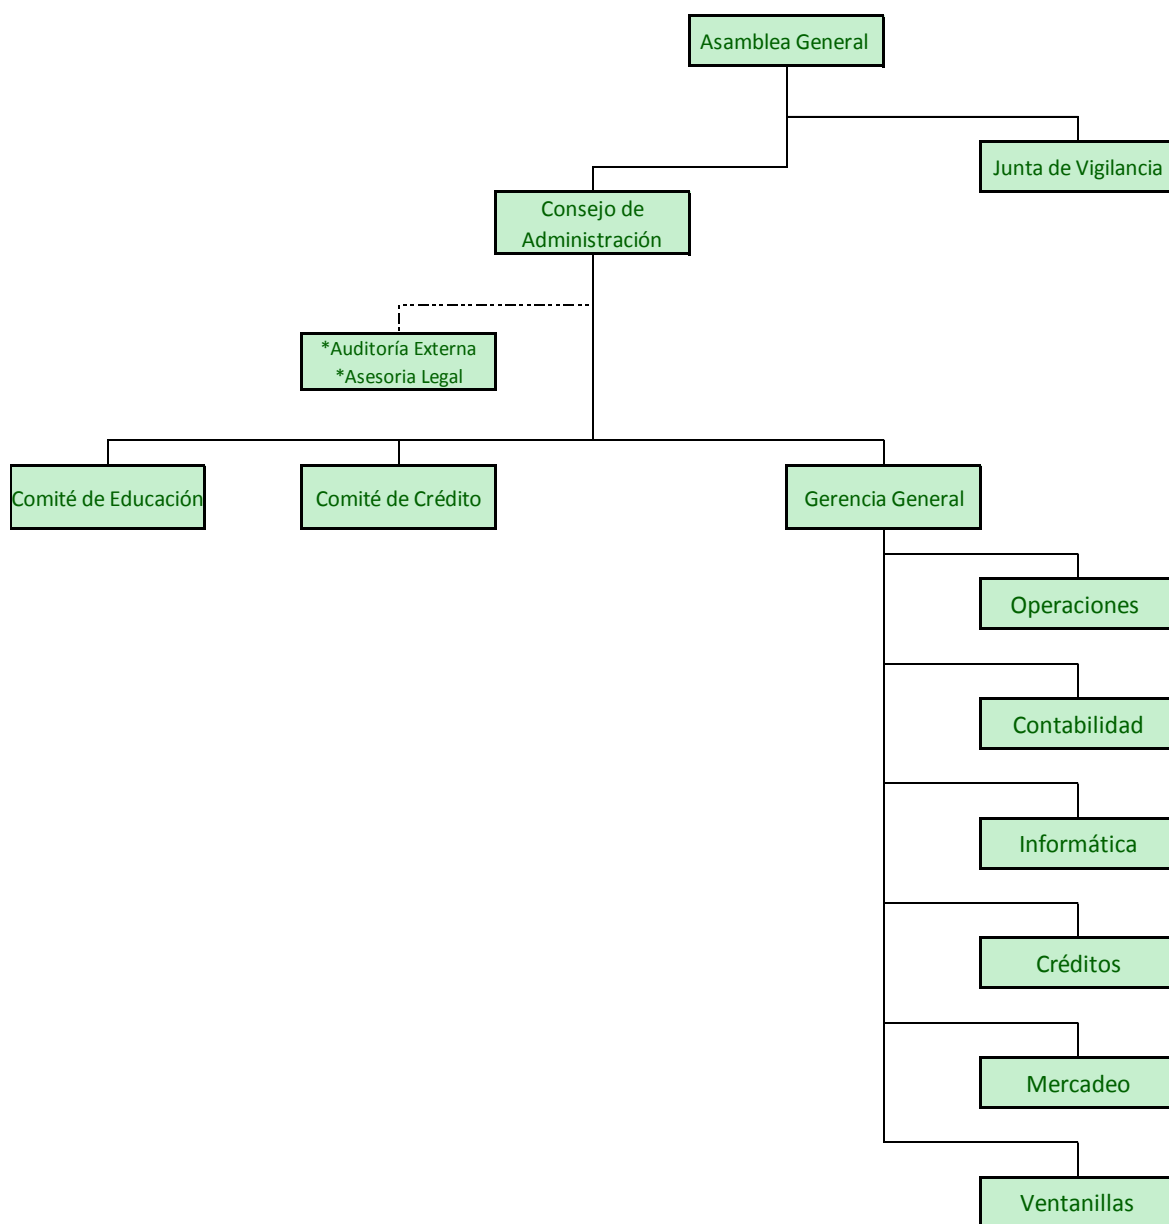 Asamblea General
Junta de Vigilancia
Consejo de
Administración
*Auditoría Externa
*Asesoria Legal
Comité de Educación
Comité de Crédito
Gerencia General
Operaciones
Contabilidad
Informática
Créditos
Mercadeo
Ventanillas